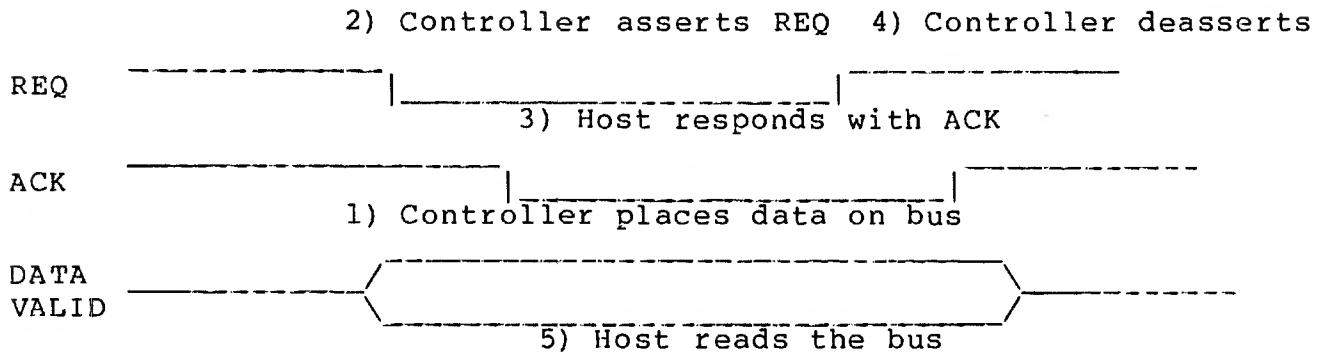 2) Controller asserts REQ 4) Controller deasserts
REQ
3) Host responds with ACK
ACK
1) Controller places data on bus
DATA
VALID
5) Host reads the bus